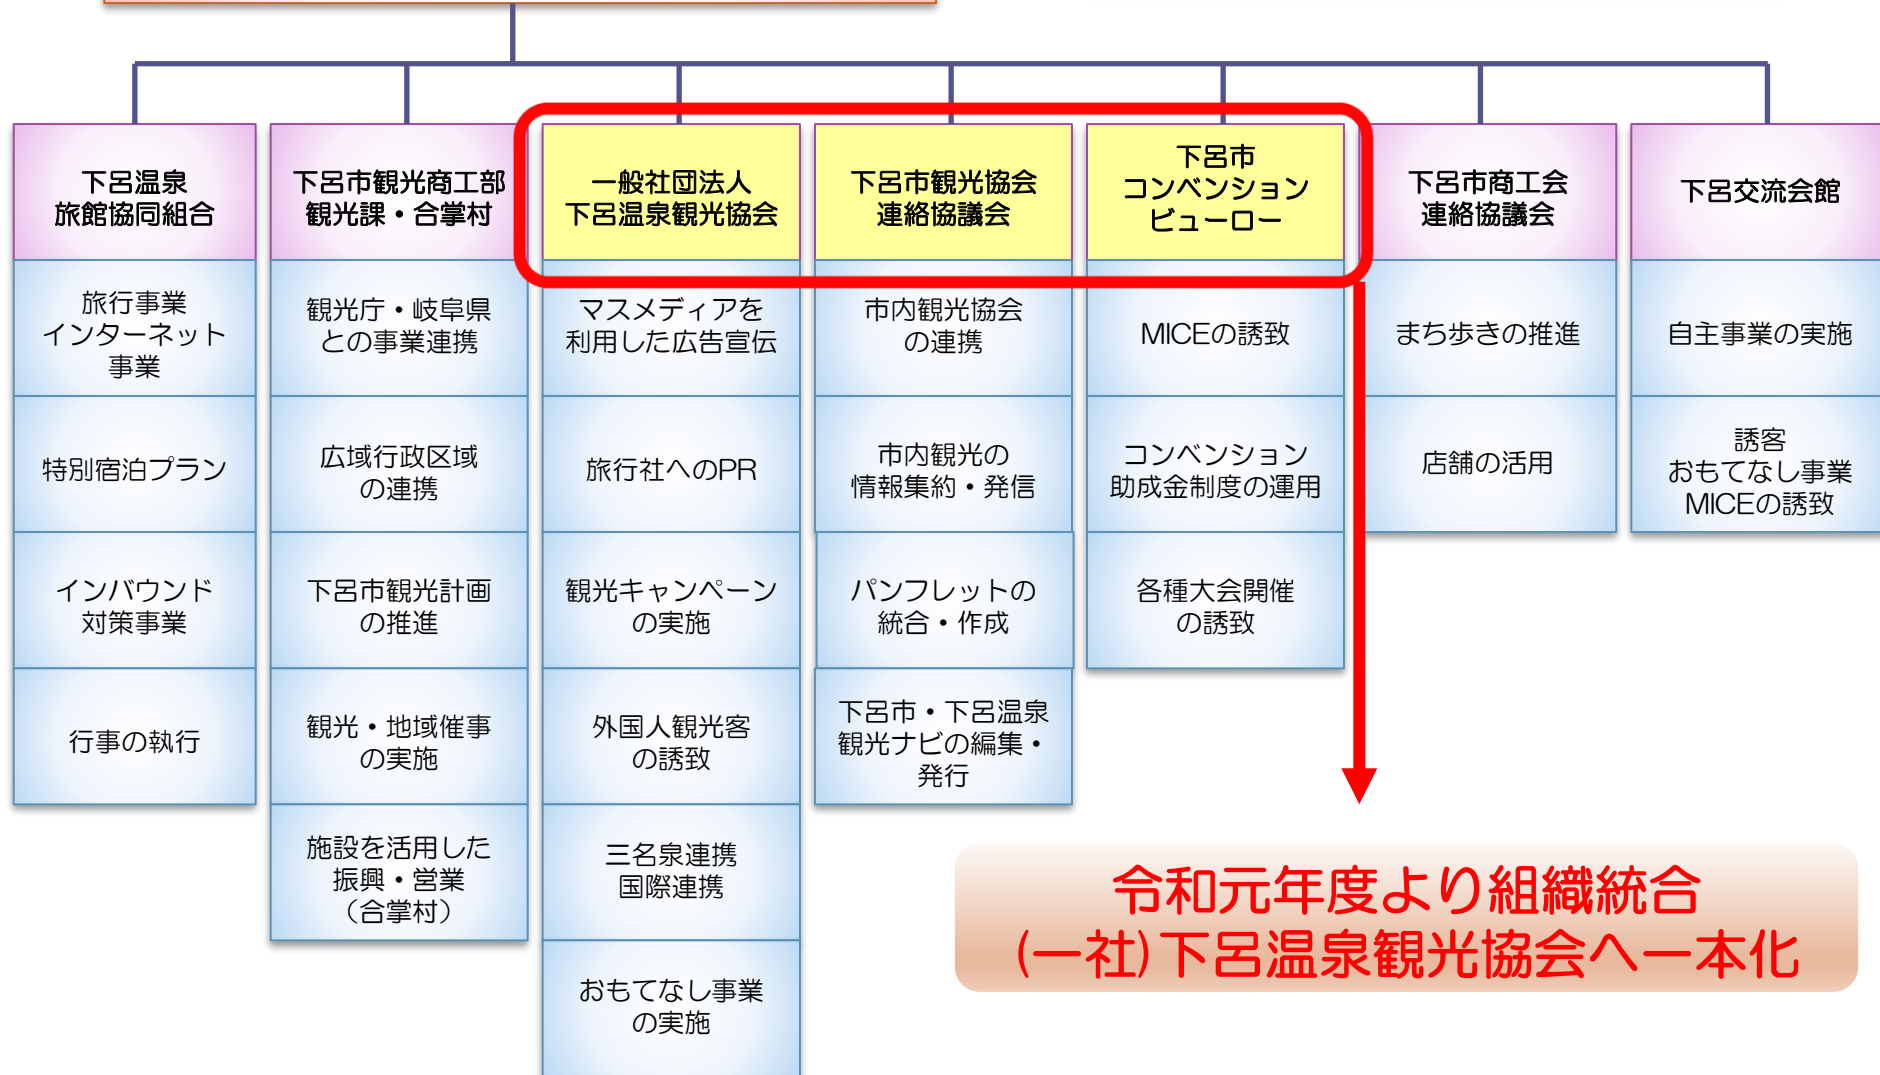 下呂温泉
旅館協同組合
旅行事業
インターネット
事業
特別宿泊プラン
インバウンド
対策事業
行事の執行
下呂市観光商工部
観光課・合掌村
観光庁・岐阜県
との事業連携
広域行政区域
の連携
下呂市観光計画
の推進
観光・地域催事
の実施
施設を活用した
振興・営業
（合掌村）
一般社団法人
下呂温泉観光協会
マスメディアを
利用した広告宣伝
旅行社へのPR
観光キャンペーン
の実施
外国人観光客
の誘致
三名泉連携
国際連携
おもてなし事業
の実施
下呂市観光協会
連絡協議会
市内観光協会
の連携
市内観光の
情報集約・発信
パンフレットの
統合・作成
下呂市・下呂温泉
観光ナビの編集・
発行
下呂市
コンベンション
ビューロー
MICEの誘致
コンベンション
助成金制度の運用
各種大会開催
の誘致
下呂市商工会
連絡協議会
まち歩きの推進
店舗の活用
下呂交流会館
自主事業の実施
誘客
おもてなし事業
MICEの誘致
令和元年度より組織統合
(一社)下呂温泉観光協会へ一本化